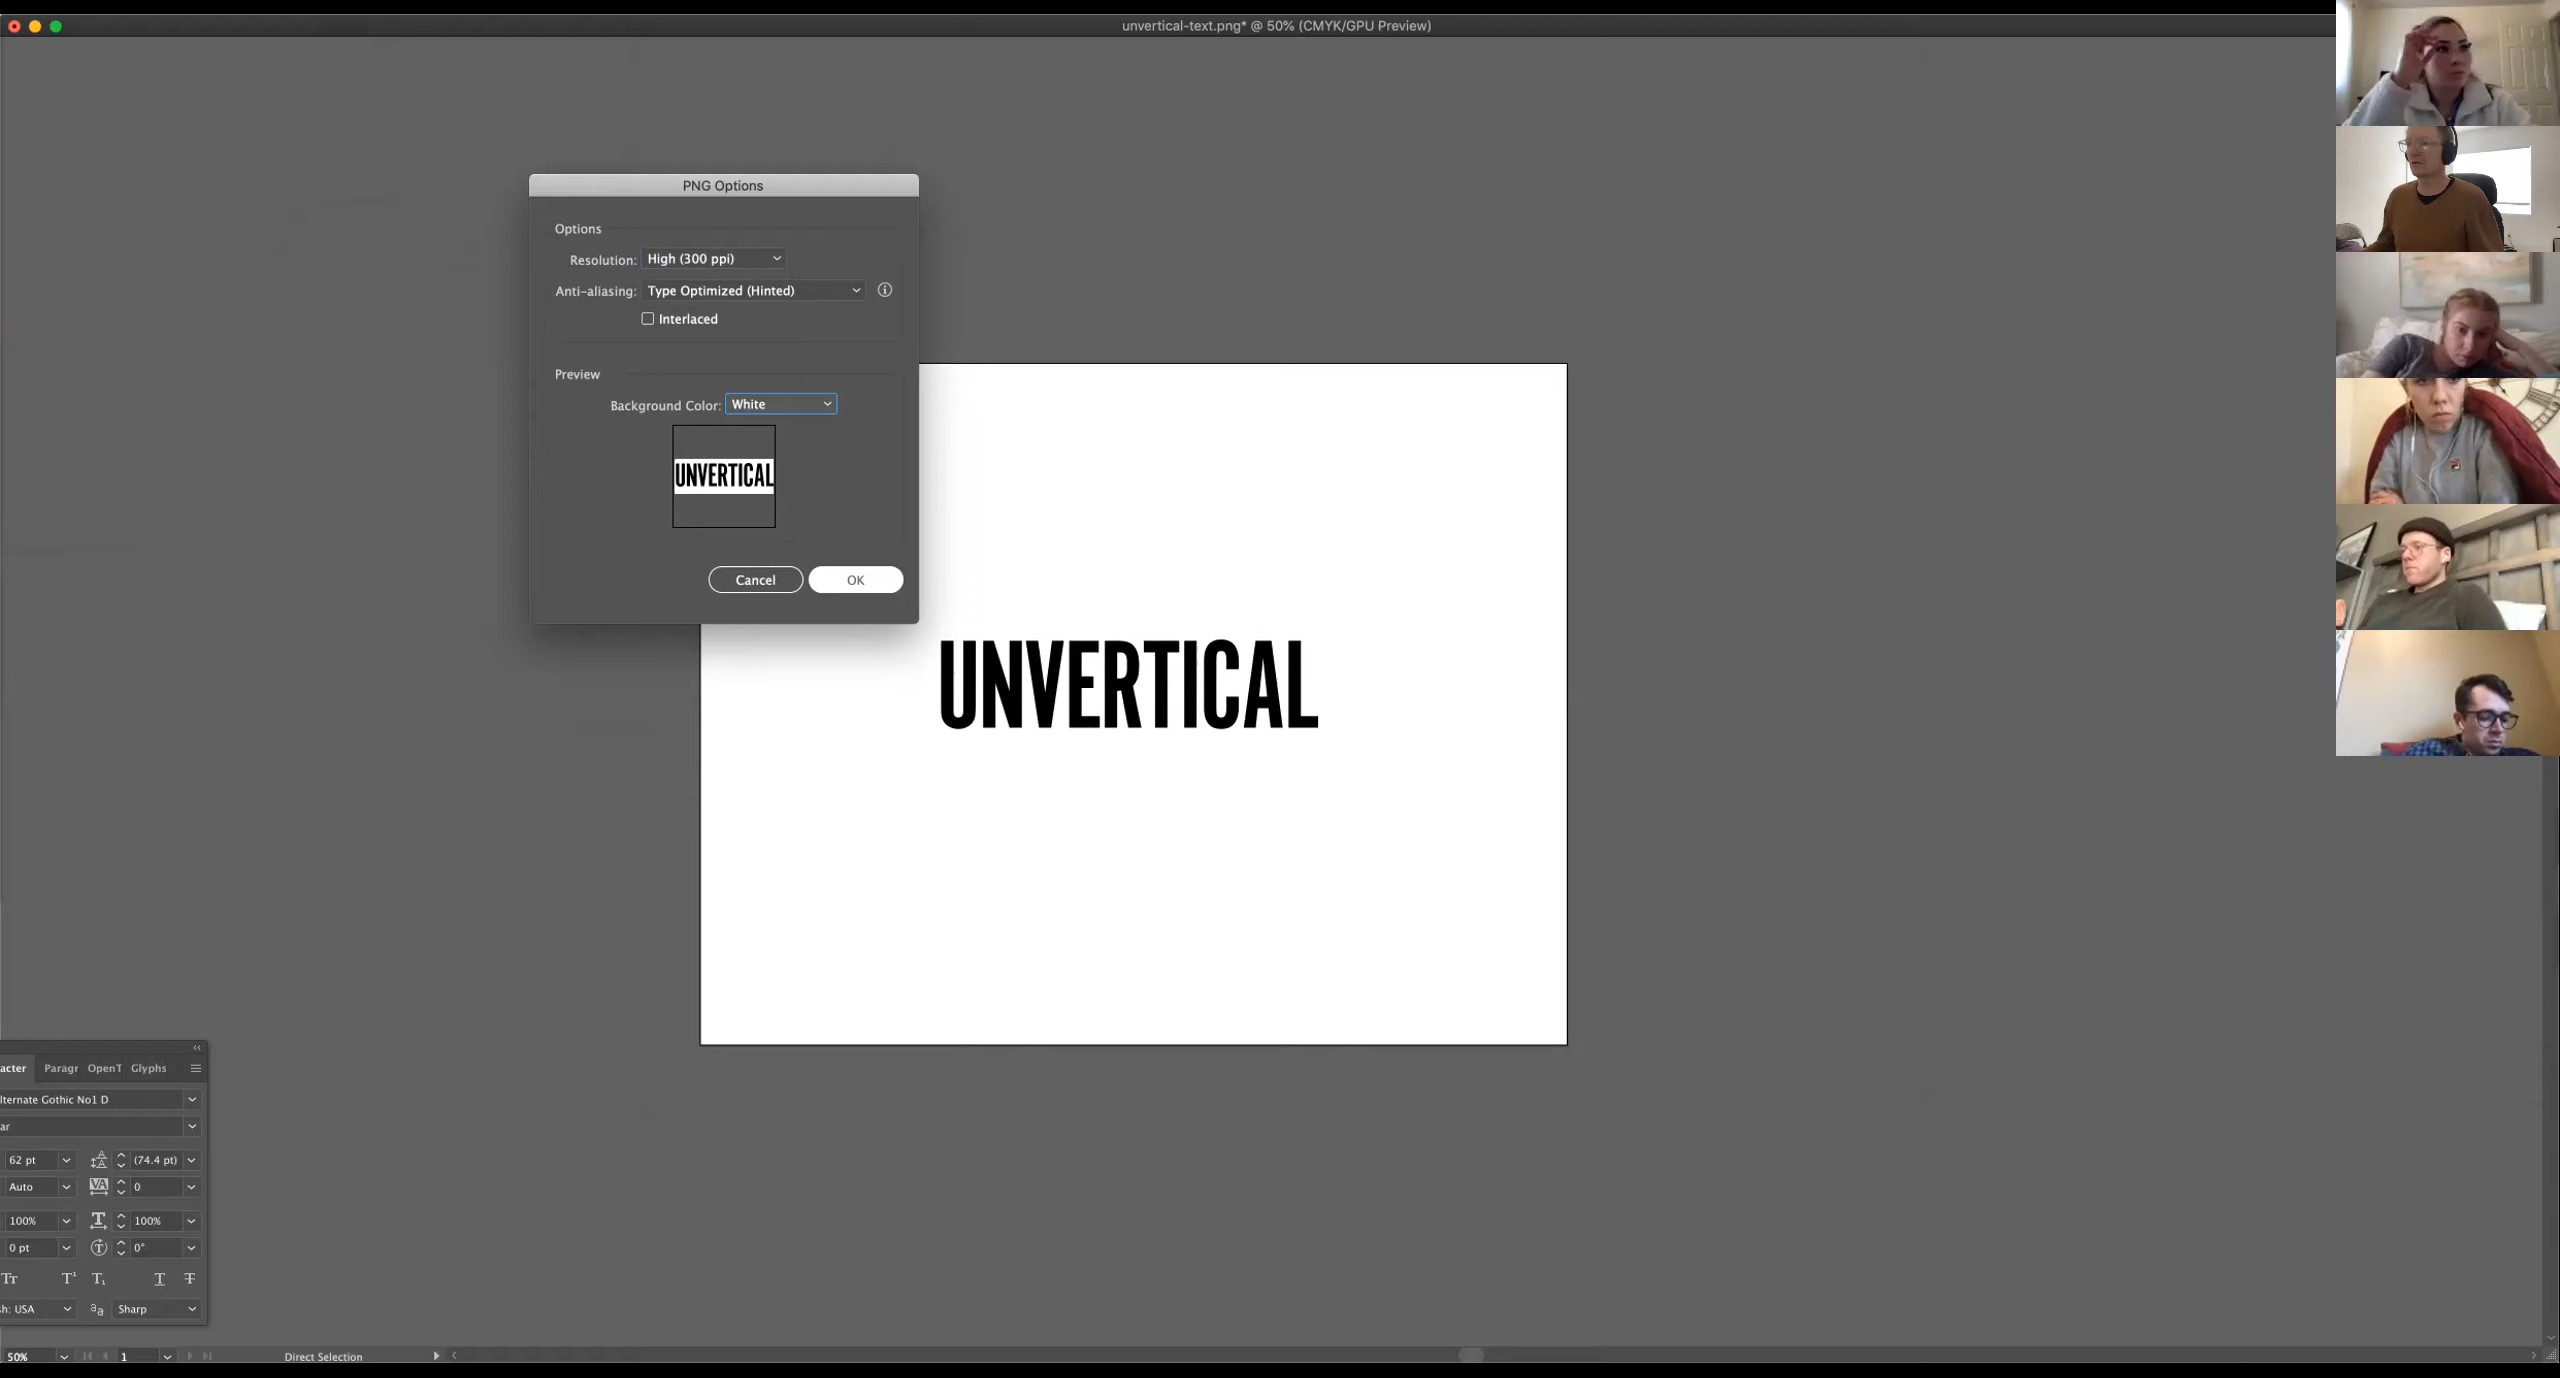 unvertical-text.png* @ 50% (CMYK/GPU Preview)
PNG Options
Options
Resolution: High (300 ppi)
Anti-aliasing: Type Optimized (Hinted)
Interlaced
Preview
Background Color: White
UNVERTICAL
Cancel OK
UNVERTICAL
acter Paragr OpenT Glyphs
lternate Gothic No1 D
ar
62 pt (74.4 pt)
Auto VA 0
100% 100%
0 pt 0°
h: USA Sharp
50% 1 Direct Selection